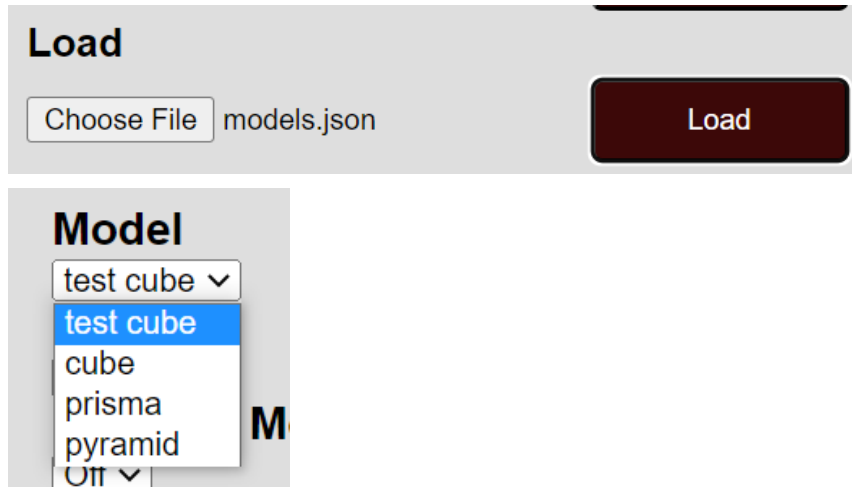 Load
Choose File models.json Load
Model
test cube
test cube
cube
prisma
pyramid
M
Off